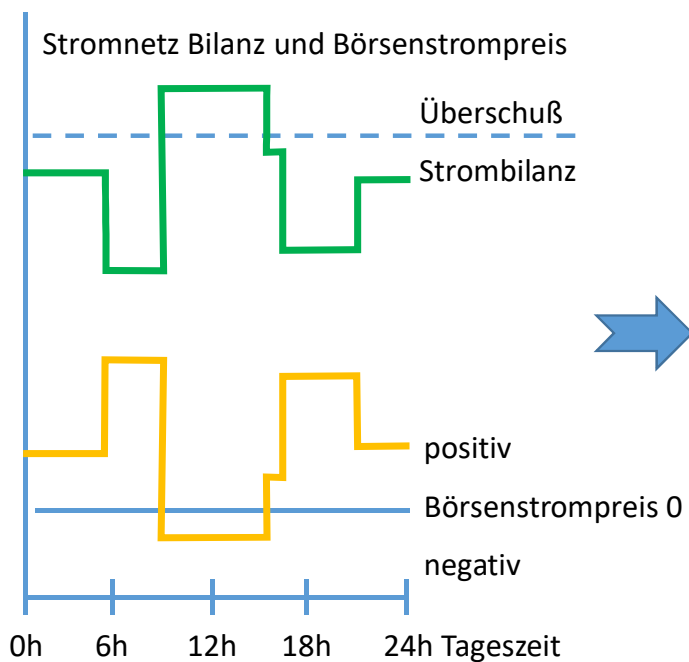 Stromnetz Bilanz und Börsenstrompreis
Überschuß
Strombilanz
positiv
Börsenstrompreis 0
negativ
0h 6h 12h 18h 24h Tageszeit